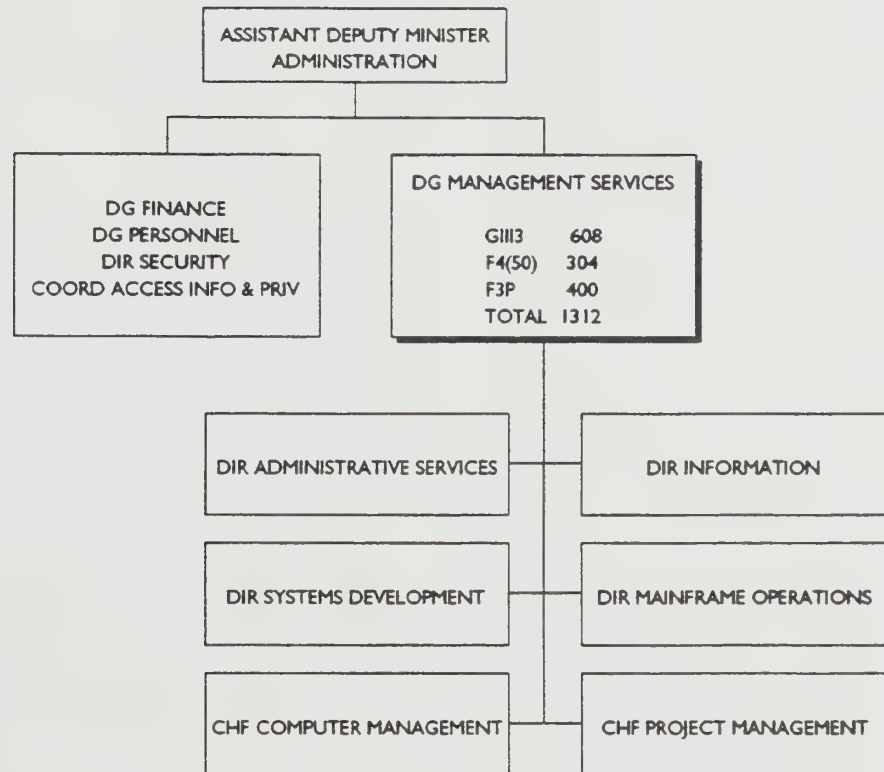 ASSISTANT DEPUTY MINISTER
ADMINISTRATION
DG FINANCE
DG PERSONNEL
DIR SECURITY
COORD ACCESS INFO & PRIV
DG MANAGEMENT SERVICES
GIII3 608
F4(50) 304
F3P 400
TOTAL 1312
DIR ADMINISTRATIVE SERVICES
DIR INFORMATION
DIR SYSTEMS DEVELOPMENT
DIR MAINFRAME OPERATIONS
CHF COMPUTER MANAGEMENT
CHF PROJECT MANAGEMENT